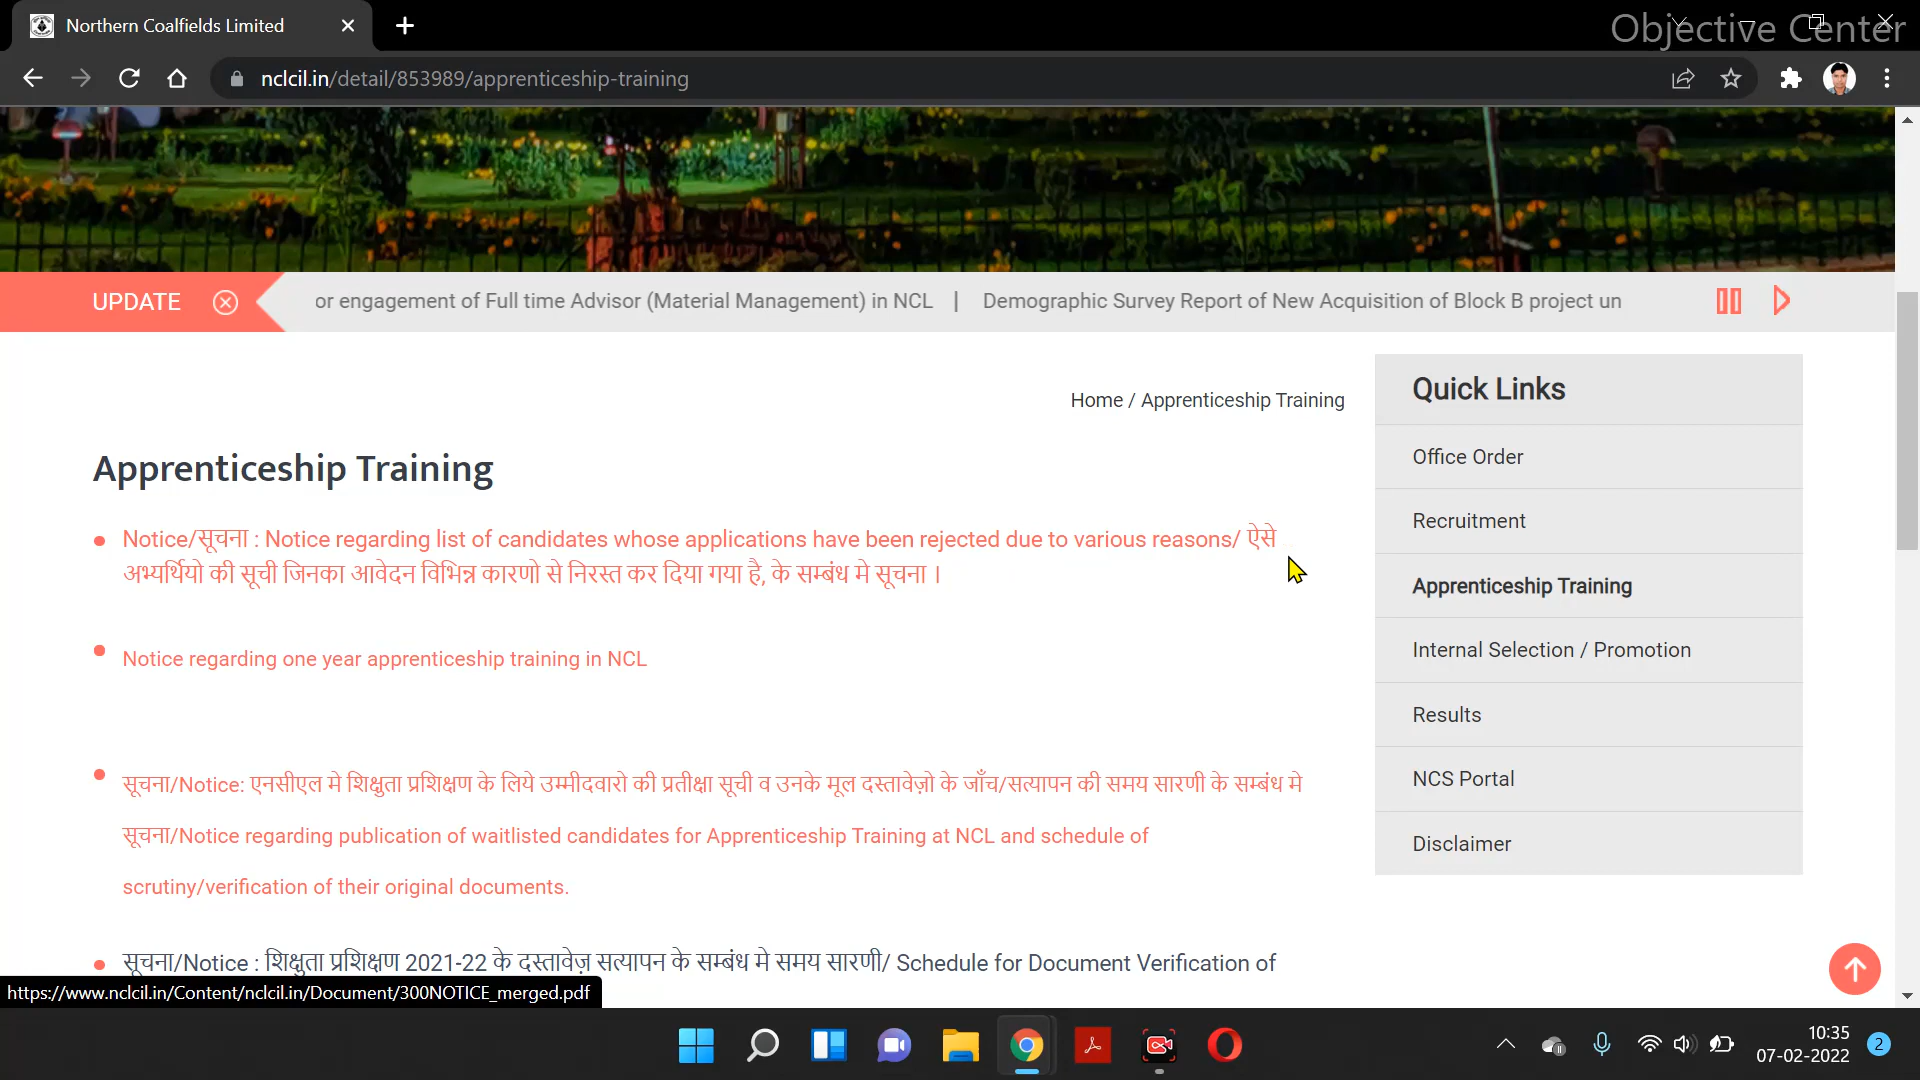 Northern Coalfields Limited
Objective Center
nclcil.in/detail/853989/apprenticeship-training
UPDATE
or engagement of Full time Advisor (Material Management) in NCL | Demographic Survey Report of New Acquisition of Block B project un
Home / Apprenticeship Training
Apprenticeship Training
Notice/सूचना : Notice regarding list of candidates whose applications have been rejected due to various reasons/ ऐसे
अभ्यर्थियो की सूची जिनका आवेदन विभिन्न कारणो से निरस्त कर दिया गया है, के सम्बंध मे सूचना ।
Notice regarding one year apprenticeship training in NCL
सूचना/Notice: एनसीएल मे शिक्षुता प्रशिक्षण के लिये उम्मीदवारो की प्रतीक्षा सूची व उनके मूल दस्तावेज़ो के जाँच/सत्यापन की समय सारणी के सम्बंध मे
सूचना/Notice regarding publication of waitlisted candidates for Apprenticeship Training at NCL and schedule of
scrutiny/verification of their original documents.
सूचना/Notice : शिक्षुता प्रशिक्षण 2021-22 के दस्तावेज़ सत्यापन के सम्बंध मे समय सारणी/ Schedule for Document Verification of
Quick Links
Office Order
Recruitment
Apprenticeship Training
Internal Selection / Promotion
Results
NCS Portal
Disclaimer
https://www.nclcil.in/Content/nclcil.in/Document/300NOTICE_merged.pdf
10:35
07-02-2022
2